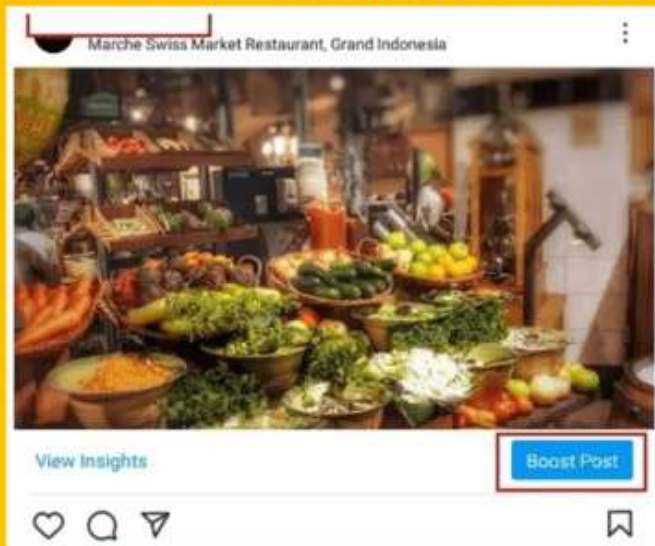 Marche Swiss Market Restaurant, Grand Indonesia
View Insights
Boost Post